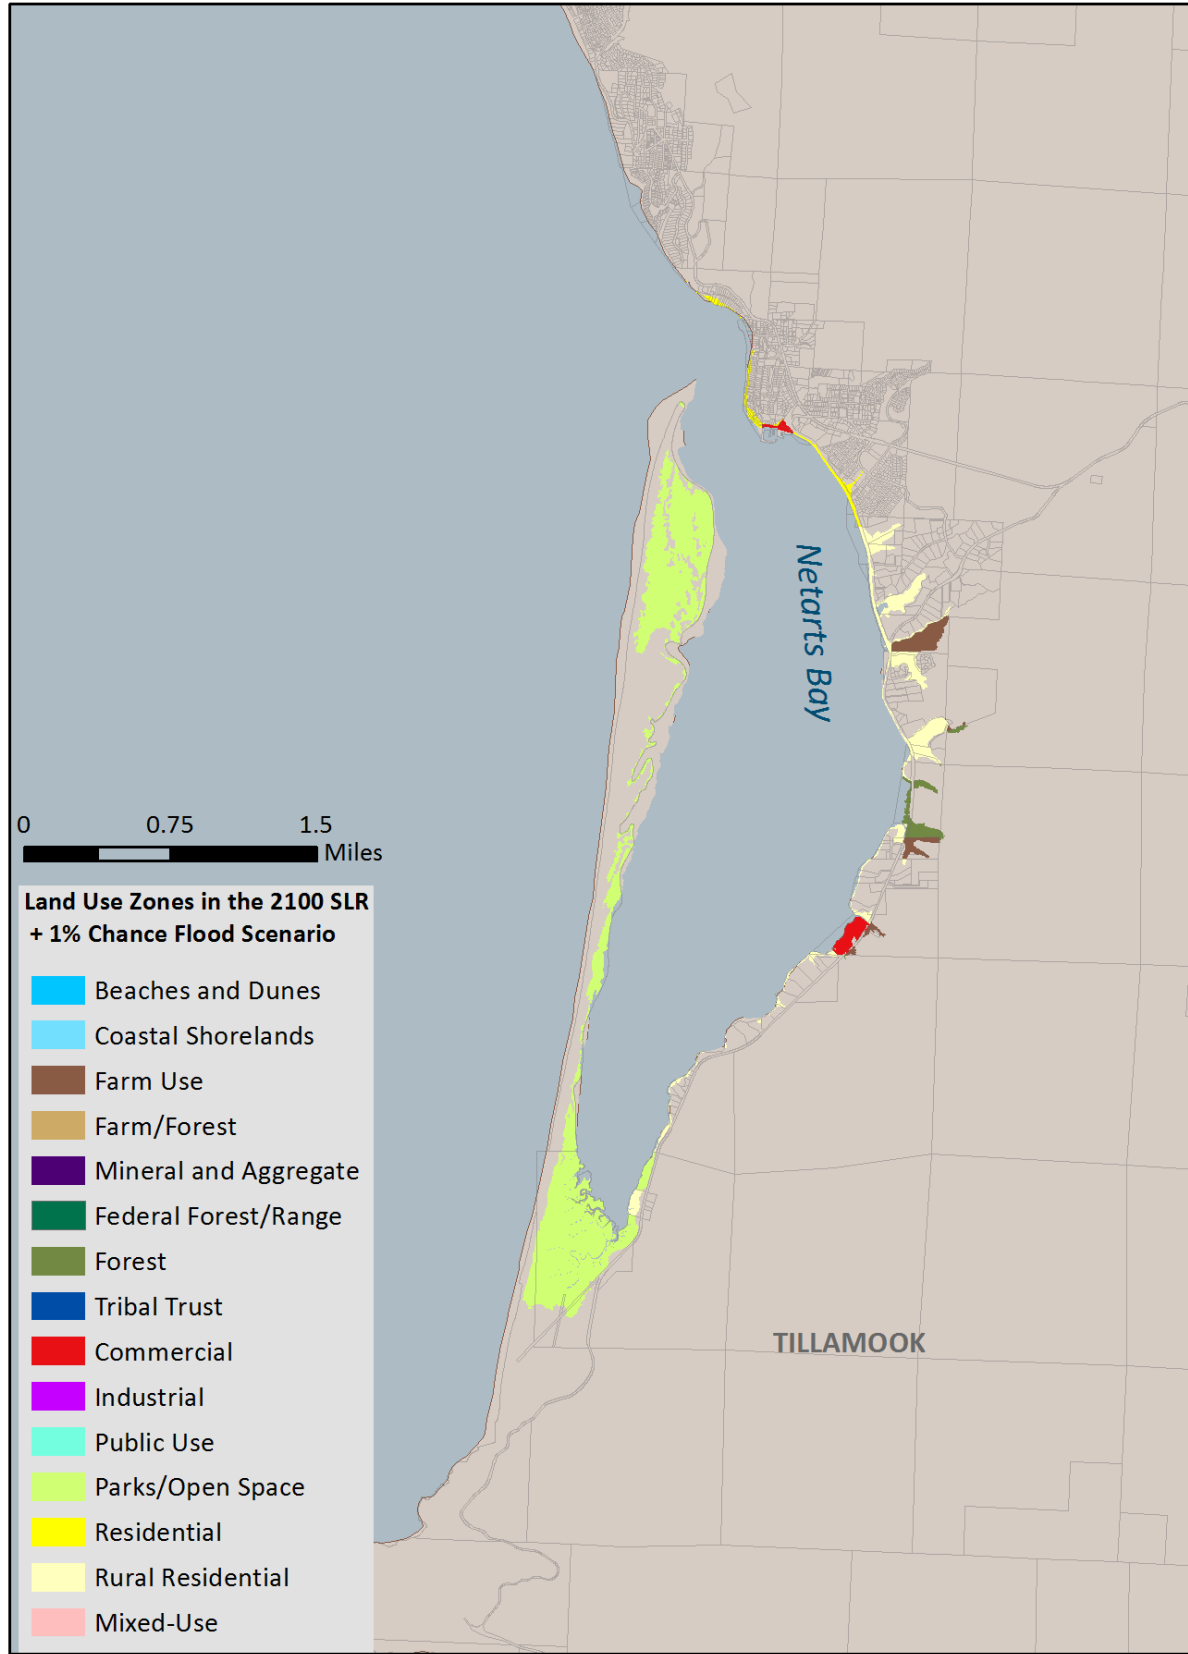 Netarts Bay
0 0.75 1.5
Miles
Land Use Zones in the 2100 SLR
+ 1% Chance Flood Scenario
Beaches and Dunes
Coastal Shorelands
Farm Use
Farm/Forest
Mineral and Aggregate
Federal Forest/Range
Forest
Tribal Trust
Commercial
Industrial
Public Use
Parks/Open Space
Residential
Rural Residential
Mixed-Use
TILLAMOOK